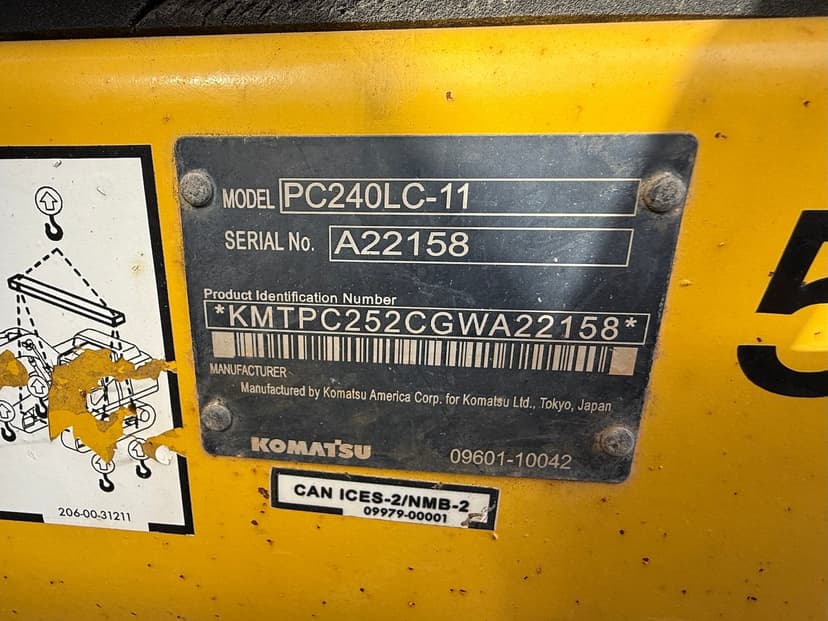 MODEL PC240LC-11
SERIAL No. A22158
Product Identification Number
*KMTPC252CGWA22158*
MANUFACTURER
Manufactured by Komatsu America Corp. for Komatsu Ltd., Tokyo, Japan
KOMATSU 09601-10042
CAN ICES-2/NMB-2
09979-00001
206-00-31211
5